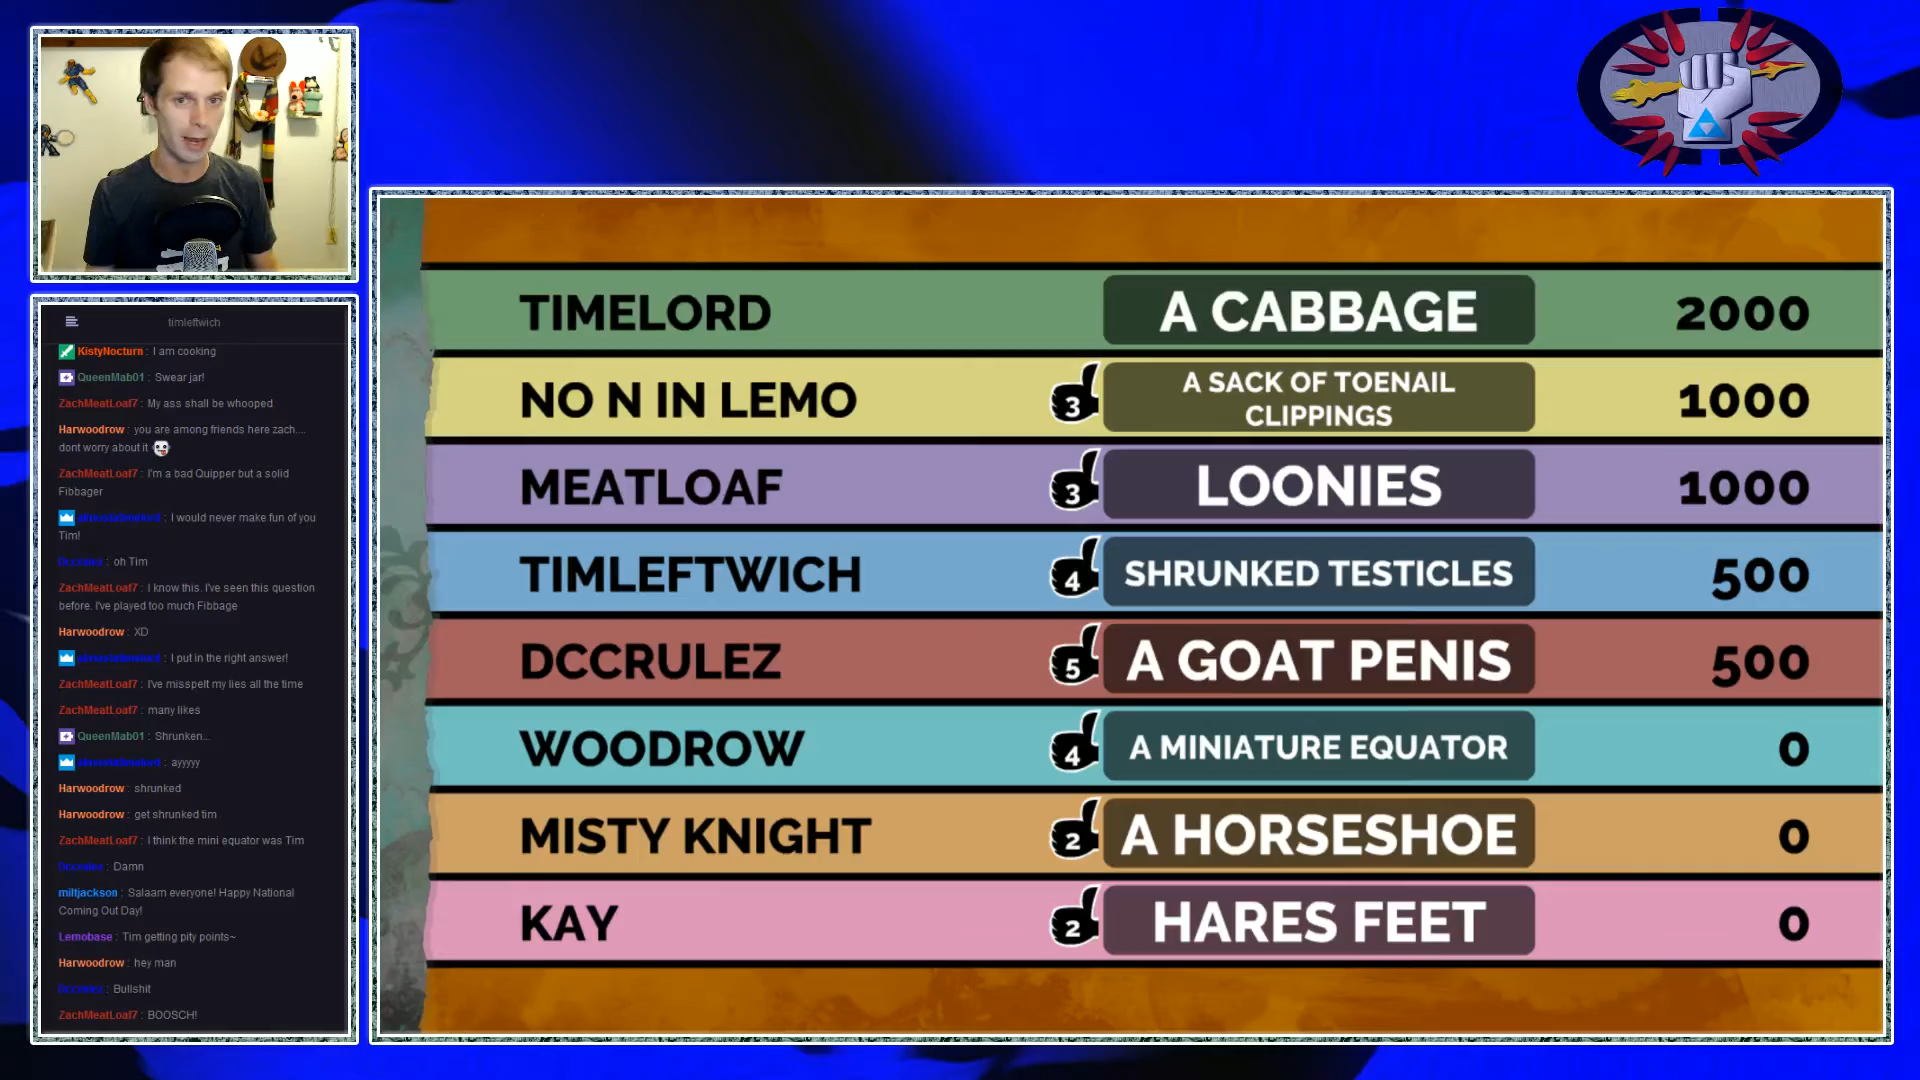 timleftwich
KistyNocturn : I am cooking
QueenMab01 : Swear jar!
ZachMeatLoaf7 : My ass shall be whooped
Harwoodrow : you are among friends here zach....
dont worry about it
ZachMeatLoaf7 : I'm a bad Quipper but a solid
Fibbager
: I would never make fun of you
Tim!
: oh Tim
ZachMeatLoaf7 : I know this. I've seen this question
before. I've played too much Fibbage
Harwoodrow : XD
: I put in the right answer!
ZachMeatLoaf7 : I've misspelt my lies all the time
ZachMeatLoaf7 : many likes
QueenMab01 : Shrunken...
: ayyyyy
Harwoodrow : shrunked
Harwoodrow : get shrunked tim
ZachMeatLoaf7 : I think the mini equator was Tim
: Damn
miltjackson : Salaam everyone! Happy National
Coming Out Day!
Lemobase : Tim getting pity points~
Harwoodrow : hey man
: Bullshit
ZachMeatLoaf7 : BOOSCH!
TIMELORD A CABBAGE 2000
NO N IN LEMO 3 A SACK OF TOENAIL
CLIPPINGS 1000
MEATLOAF 3 LOONIES 1000
TIMLEFTWICH 4 SHRUNKED TESTICLES 500
DCCRULEZ 5 A GOAT PENIS 500
WOODROW 4 A MINIATURE EQUATOR 0
MISTY KNIGHT 2 A HORSESHOE 0
KAY 2 HARES FEET 0